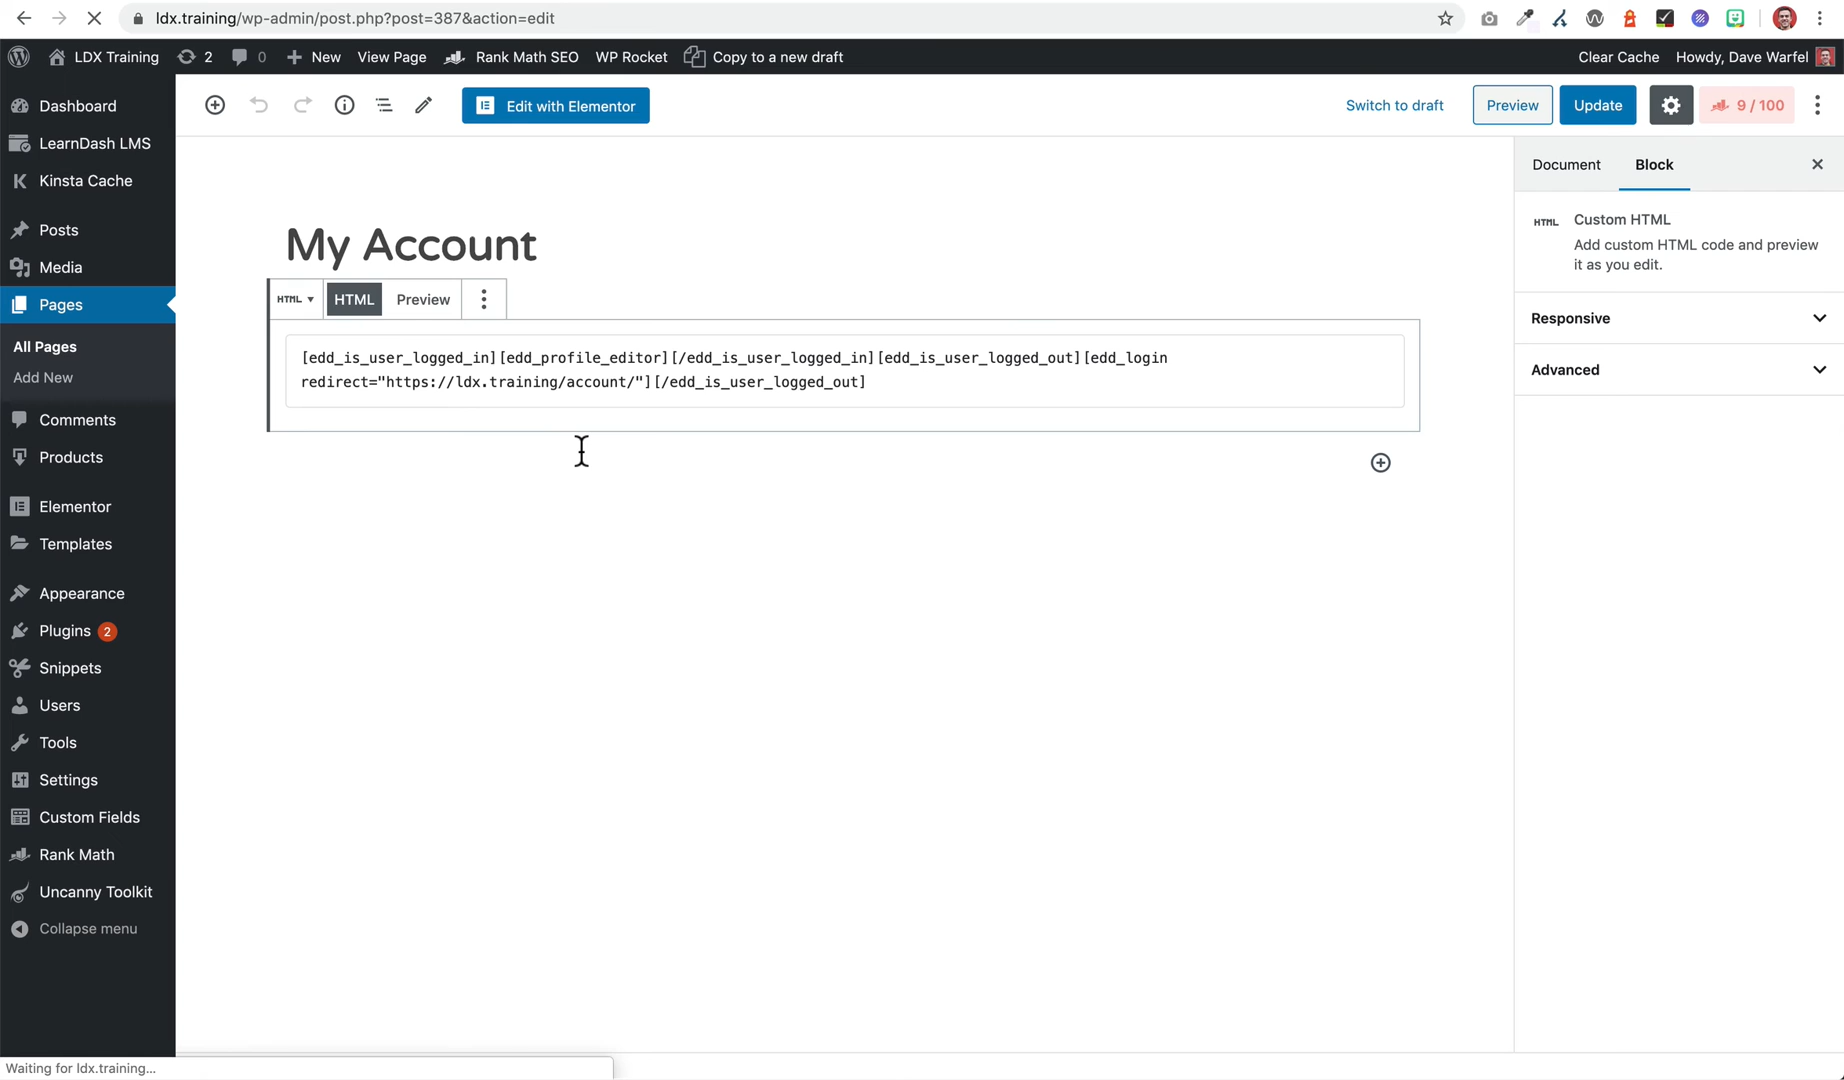 ldx.training/wp-admin/post.php?post=387&action=edit
LDX Training 2 0 New View Page Rank Math SEO WP Rocket Copy to a new draft Clear Cache Howdy, Dave Warfel
Dashboard
LearnDash LMS
Kinsta Cache
Posts
Media
Pages
All Pages
Add New
Comments
Products
Elementor
Templates
Appearance
Plugins 2
Snippets
Users
Tools
Settings
Custom Fields
Rank Math
Uncanny Toolkit
Collapse menu
Edit with Elementor Switch to draft Preview Update 9 / 100
My Account
HTML HTML Preview
[edd_is_user_logged_in][edd_profile_editor][/edd_is_user_logged_in][edd_is_user_logged_out][edd_login
redirect="https://ldx.training/account/"][/edd_is_user_logged_out]
Document Block
HTML Custom HTML
Add custom HTML code and preview
it as you edit.
Responsive
Advanced
Waiting for ldx.training...